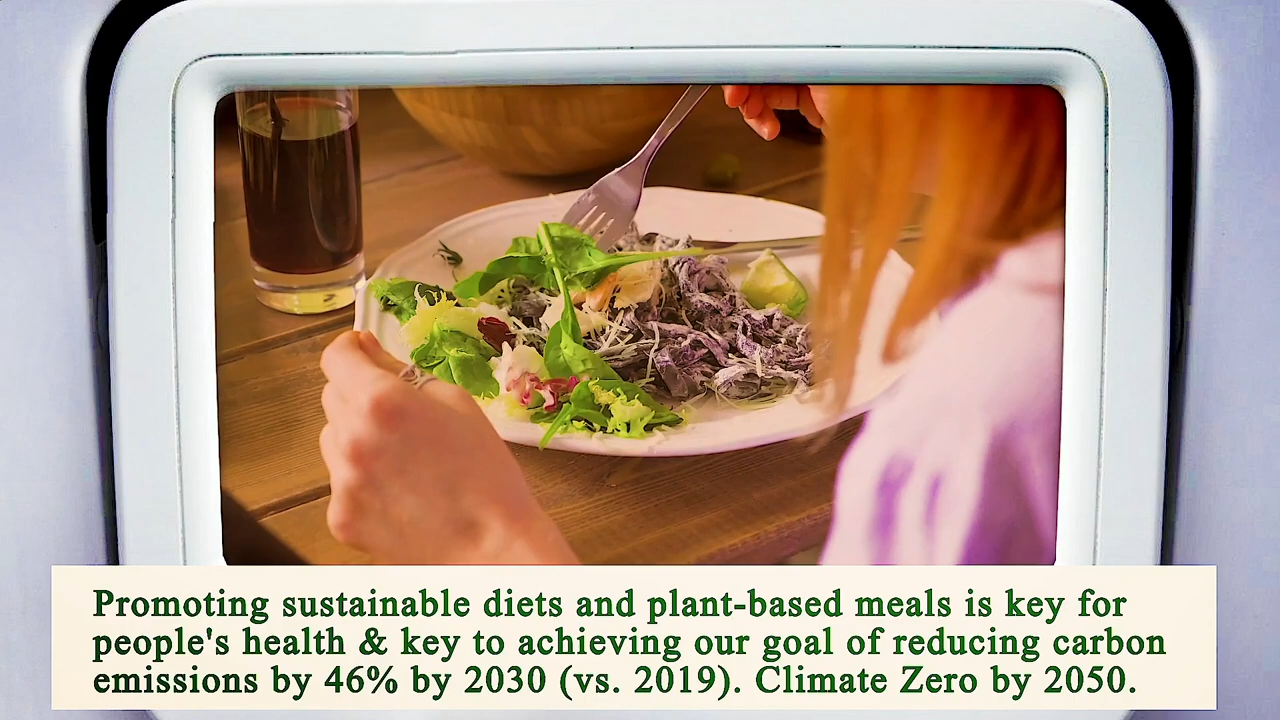 Promoting sustainable diets and plant-based meals is key for
people's health & key to achieving our goal of reducing carbon
emissions by 46% by 2030 (vs. 2019). Climate Zero by 2050.